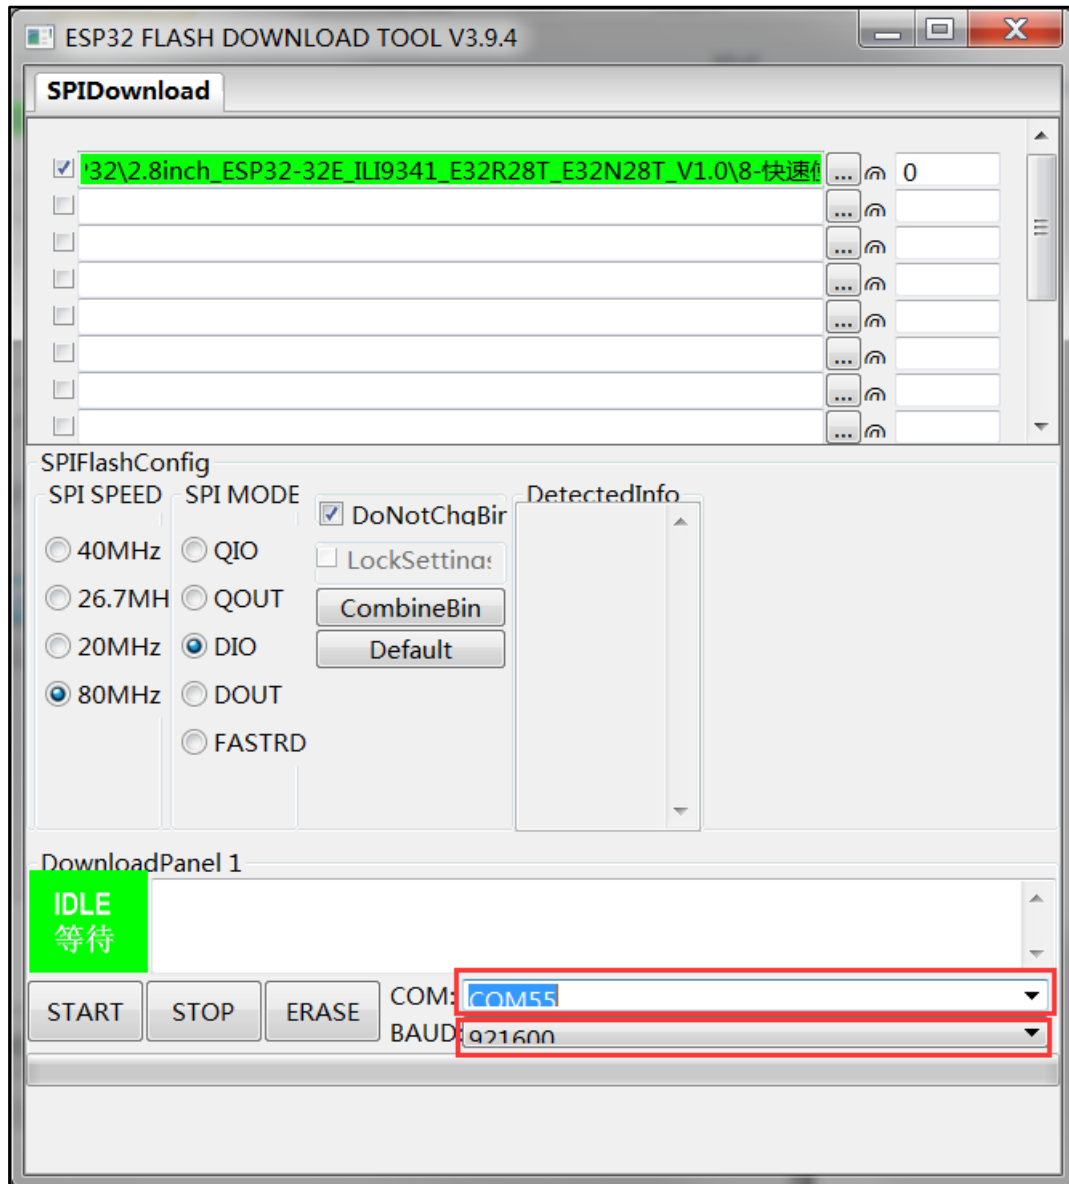 ESP32 FLASH DOWNLOAD TOOL V3.9.4
SPIDownload
32\2.8inch_ESP32-32E_ILI9341_E32R28T_E32N28T_V1.0\8-快速 ... @ 0
... @
... @
... @
... @
... @
... @
... @
SPIFlashConfig
SPI SPEED SPI MODE DetectedInfo
DoNotChgBin
40MHz QIO
LockSettings
26.7MH QOUT CombineBin
20MHz DIO Default
80MHz DOUT
FASTRD
DownloadPanel 1
IDLE
等待
START STOP ERASE COM: COM55
BAUD: 921600